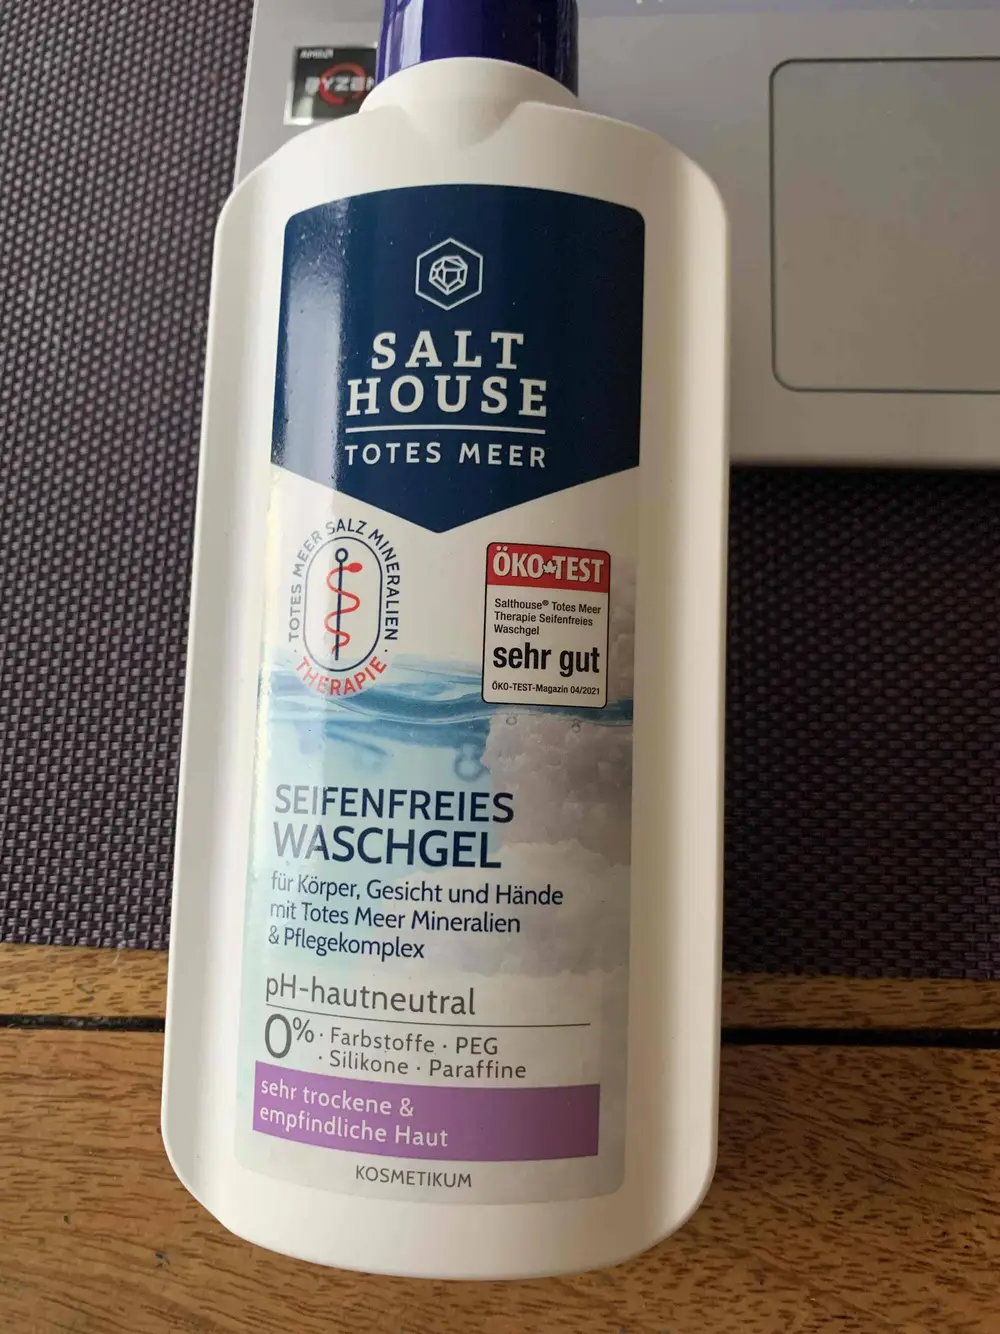 AMD
RYZEN
SALT
HOUSE
TOTES MEER
TOTES MEER SALZ MINERALIEN
· THERAPIE ·
ÖKO TEST
Salthouse® Totes Meer
Therapie Seifenfreies
Waschgel
sehr gut
ÖKO-TEST-Magazin 04/2021
SEIFENFREIES
WASCHGEL
für Körper, Gesicht und Hände
mit Totes Meer Mineralien
& Pflegekomplex
pH-hautneutral
0% · Farbstoffe · PEG
· Silikone · Paraffine
sehr trockene &
empfindliche Haut
KOSMETIKUM